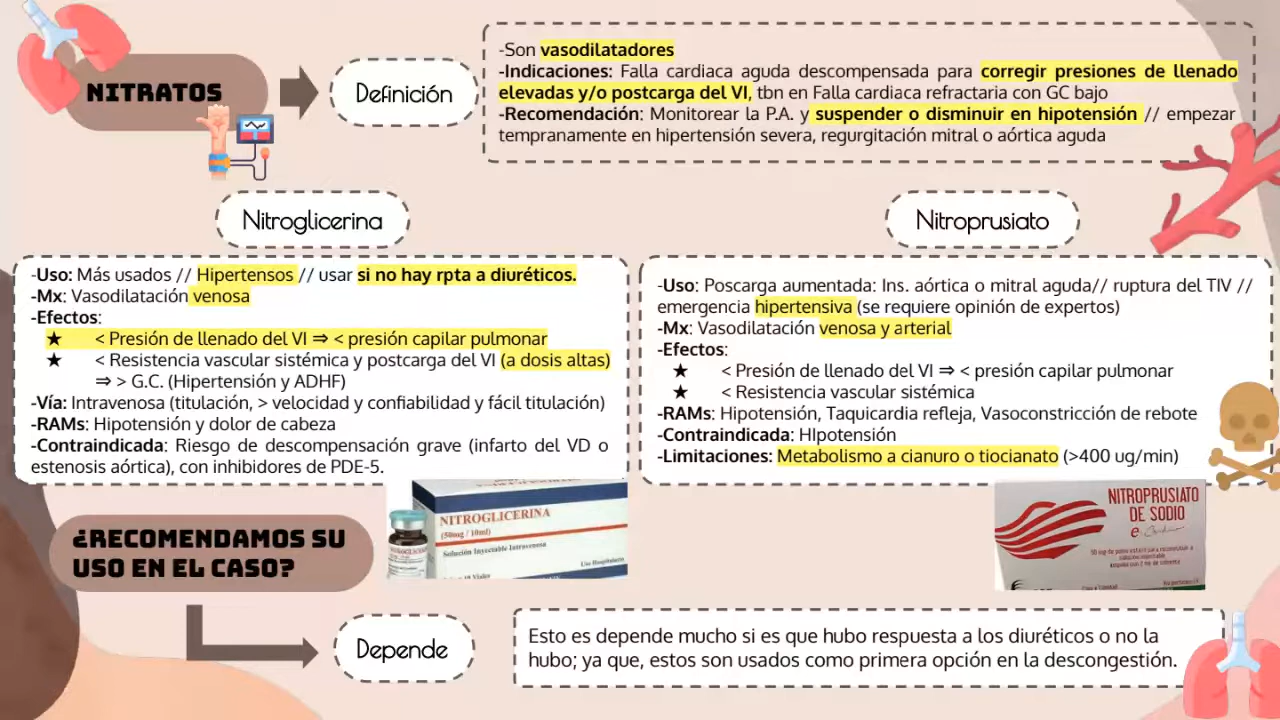 NITRATOS
Definición
-Son vasodilatadores
-Indicaciones: Falla cardiaca aguda descompensada para corregir presiones de llenado
elevadas y/o postcarga del VI, tbn en Falla cardiaca refractaria con GC bajo
-Recomendación: Monitorear la P.A. y suspender o disminuir en hipotensión // empezar
tempranamente en hipertensión severa, regurgitación mitral o aórtica aguda
Nitroglicerina
-Uso: Más usados // Hipertensos // usar si no hay rpta a diuréticos.
-Mx: Vasodilatación venosa
-Efectos:
★ < Presión de llenado del VI ⇒ < presión capilar pulmonar
★ < Resistencia vascular sistémica y postcarga del VI (a dosis altas)
⇒ > G.C. (Hipertensión y ADHF)
-Vía: Intravenosa (titulación, > velocidad y confiabilidad y fácil titulación)
-RAMs: Hipotensión y dolor de cabeza
-Contraindicada: Riesgo de descompensación grave (infarto del VD o
estenosis aórtica), con inhibidores de PDE-5.
NITROGLICERINA
(50mg / 10ml)
Solución Inyectable Intravenosa
Nitroprusiato
-Uso: Poscarga aumentada: Ins. aórtica o mitral aguda// ruptura del TIV //
emergencia hipertensiva (se requiere opinión de expertos)
-Mx: Vasodilatación venosa y arterial
-Efectos:
★ < Presión de llenado del VI ⇒ < presión capilar pulmonar
★ < Resistencia vascular sistémica
-RAMs: Hipotensión, Taquicardia refleja, Vasoconstricción de rebote
-Contraindicada: HIpotensión
-Limitaciones: Metabolismo a cianuro o tiocianato (>400 ug/min)
NITROPRUSIATO
DE SODIO
¿RECOMENDAMOS SU
USO EN EL CASO?
Depende
Esto es depende mucho si es que hubo respuesta a los diuréticos o no la
hubo; ya que, estos son usados como primera opción en la descongestión.